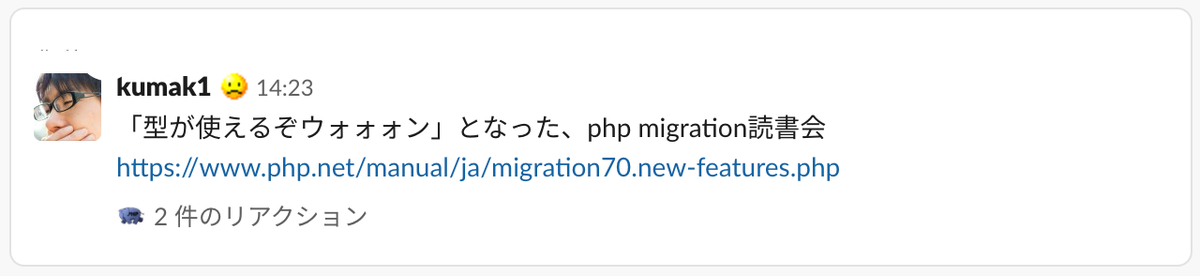 kumak1 14:23
「型が使えるぞウォォォン」となった、php migration読書会
https://www.php.net/manual/ja/migration70.new-features.php
2 件のリアクション